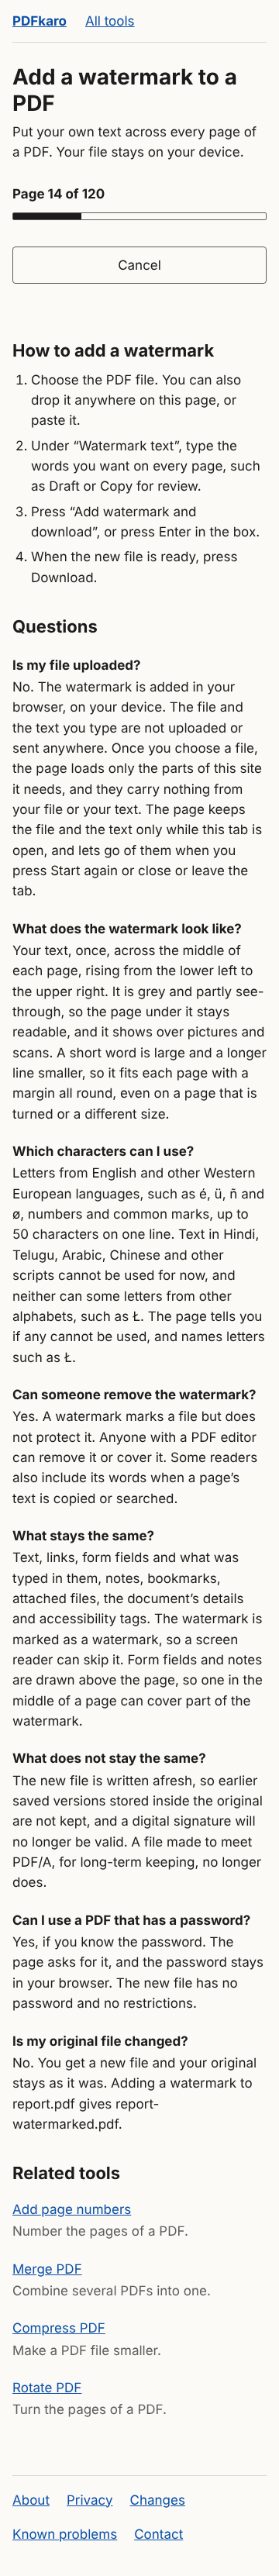 PDFkaro All tools
Add a watermark to a
PDF
Put your own text across every page of
a PDF. Your file stays on your device.
Page 14 of 120
Cancel
How to add a watermark
1. Choose the PDF file. You can also
drop it anywhere on this page, or
paste it.
2. Under “Watermark text”, type the
words you want on every page, such
as Draft or Copy for review.
3. Press “Add watermark and
download”, or press Enter in the box.
4. When the new file is ready, press
Download.
Questions
Is my file uploaded?
No. The watermark is added in your
browser, on your device. The file and
the text you type are not uploaded or
sent anywhere. Once you choose a file,
the page loads only the parts of this site
it needs, and they carry nothing from
your file or your text. The page keeps
the file and the text only while this tab is
open, and lets go of them when you
press Start again or close or leave the
tab.
What does the watermark look like?
Your text, once, across the middle of
each page, rising from the lower left to
the upper right. It is grey and partly see-
through, so the page under it stays
readable, and it shows over pictures and
scans. A short word is large and a longer
line smaller, so it fits each page with a
margin all round, even on a page that is
turned or a different size.
Which characters can I use?
Letters from English and other Western
European languages, such as é, ü, ñ and
ø, numbers and common marks, up to
50 characters on one line. Text in Hindi,
Telugu, Arabic, Chinese and other
scripts cannot be used for now, and
neither can some letters from other
alphabets, such as Ł. The page tells you
if any cannot be used, and names letters
such as Ł.
Can someone remove the watermark?
Yes. A watermark marks a file but does
not protect it. Anyone with a PDF editor
can remove it or cover it. Some readers
also include its words when a page’s
text is copied or searched.
What stays the same?
Text, links, form fields and what was
typed in them, notes, bookmarks,
attached files, the document’s details
and accessibility tags. The watermark is
marked as a watermark, so a screen
reader can skip it. Form fields and notes
are drawn above the page, so one in the
middle of a page can cover part of the
watermark.
What does not stay the same?
The new file is written afresh, so earlier
saved versions stored inside the original
are not kept, and a digital signature will
no longer be valid. A file made to meet
PDF/A, for long-term keeping, no longer
does.
Can I use a PDF that has a password?
Yes, if you know the password. The
page asks for it, and the password stays
in your browser. The new file has no
password and no restrictions.
Is my original file changed?
No. You get a new file and your original
stays as it was. Adding a watermark to
report.pdf gives report-
watermarked.pdf.
Related tools
Add page numbers
Number the pages of a PDF.
Merge PDF
Combine several PDFs into one.
Compress PDF
Make a PDF file smaller.
Rotate PDF
Turn the pages of a PDF.
About Privacy Changes
Known problems Contact